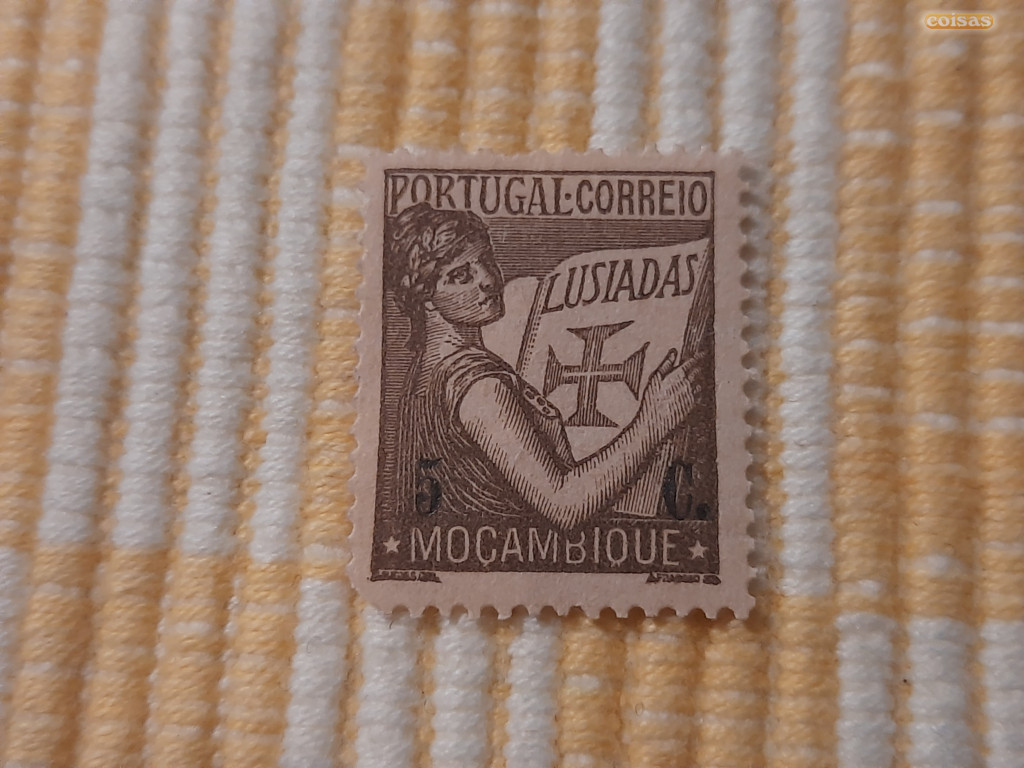 coisas
PORTUGAL·CORREIO
LUSIADAS
5 C.
★ MOÇAMBIQUE ★